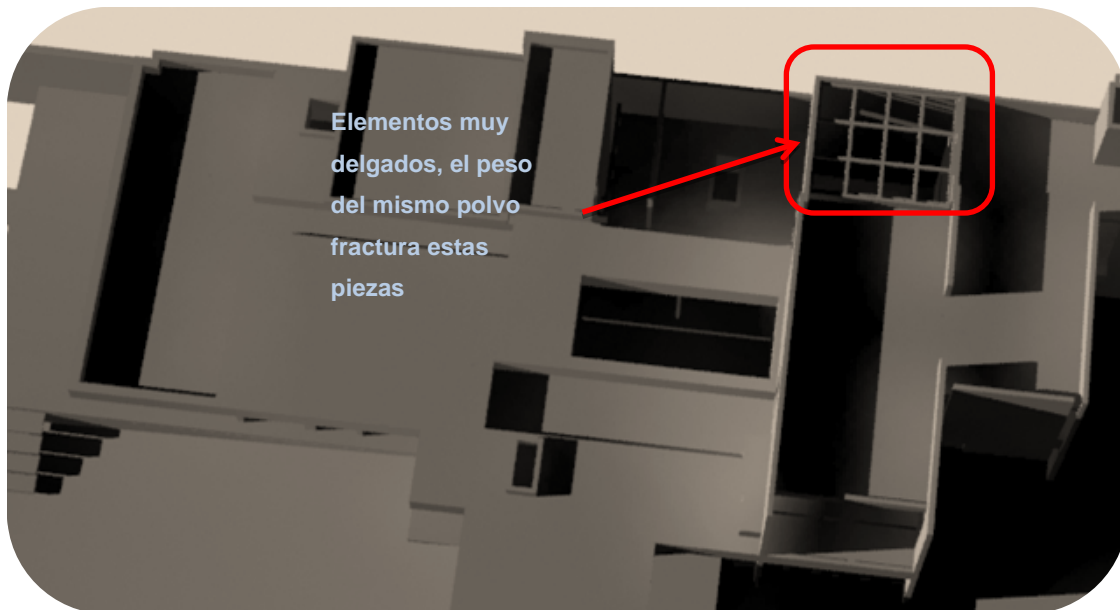 Elementos muy
delgados, el peso
del mismo polvo
fractura estas
piezas